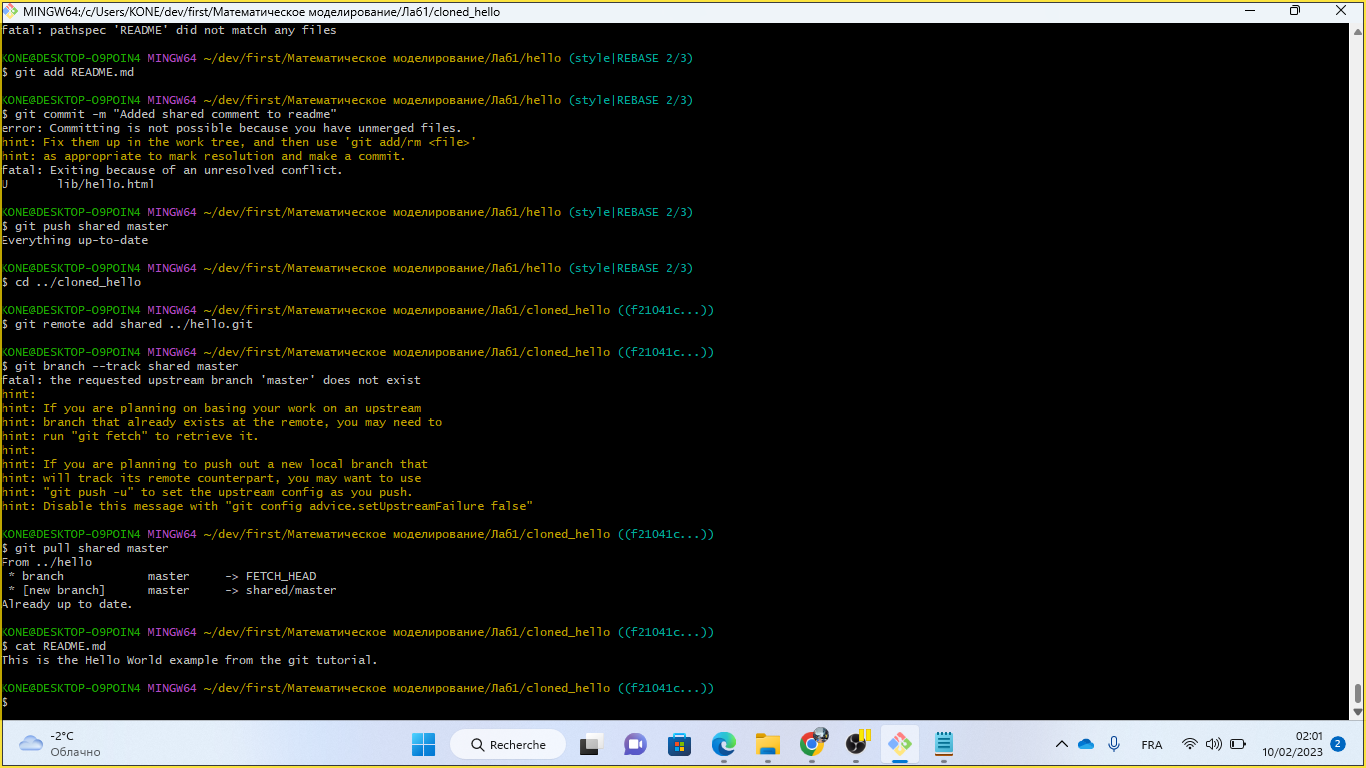 MINGW64:/c/Users/KONE/dev/first/Математическое моделирование/Лаб1/cloned_hello
fatal: pathspec 'README' did not match any files
KONE@DESKTOP-O9POIN4 MINGW64 ~/dev/first/Математическое моделирование/Лаб1/hello (style|REBASE 2/3)
$ git add README.md
KONE@DESKTOP-O9POIN4 MINGW64 ~/dev/first/Математическое моделирование/Лаб1/hello (style|REBASE 2/3)
$ git commit -m "Added shared comment to readme"
error: Committing is not possible because you have unmerged files.
hint: Fix them up in the work tree, and then use 'git add/rm <file>'
hint: as appropriate to mark resolution and make a commit.
fatal: Exiting because of an unresolved conflict.
U       lib/hello.html
KONE@DESKTOP-O9POIN4 MINGW64 ~/dev/first/Математическое моделирование/Лаб1/hello (style|REBASE 2/3)
$ git push shared master
Everything up-to-date
KONE@DESKTOP-O9POIN4 MINGW64 ~/dev/first/Математическое моделирование/Лаб1/hello (style|REBASE 2/3)
$ cd ../cloned_hello
KONE@DESKTOP-O9POIN4 MINGW64 ~/dev/first/Математическое моделирование/Лаб1/cloned_hello ((f21041c...))
$ git remote add shared ../hello.git
KONE@DESKTOP-O9POIN4 MINGW64 ~/dev/first/Математическое моделирование/Лаб1/cloned_hello ((f21041c...))
$ git branch --track shared master
fatal: the requested upstream branch 'master' does not exist
hint:
hint: If you are planning on basing your work on an upstream
hint: branch that already exists at the remote, you may need to
hint: run "git fetch" to retrieve it.
hint:
hint: If you are planning to push out a new local branch that
hint: will track its remote counterpart, you may want to use
hint: "git push -u" to set the upstream config as you push.
hint: Disable this message with "git config advice.setUpstreamFailure false"
KONE@DESKTOP-O9POIN4 MINGW64 ~/dev/first/Математическое моделирование/Лаб1/cloned_hello ((f21041c...))
$ git pull shared master
From ../hello
 * branch            master     -> FETCH_HEAD
 * [new branch]      master     -> shared/master
Already up to date.
KONE@DESKTOP-O9POIN4 MINGW64 ~/dev/first/Математическое моделирование/Лаб1/cloned_hello ((f21041c...))
$ cat README.md
This is the Hello World example from the git tutorial.
KONE@DESKTOP-O9POIN4 MINGW64 ~/dev/first/Математическое моделирование/Лаб1/cloned_hello ((f21041c...))
$
-2°C
Облачно
Recherche
FRA
02:01
10/02/2023
2